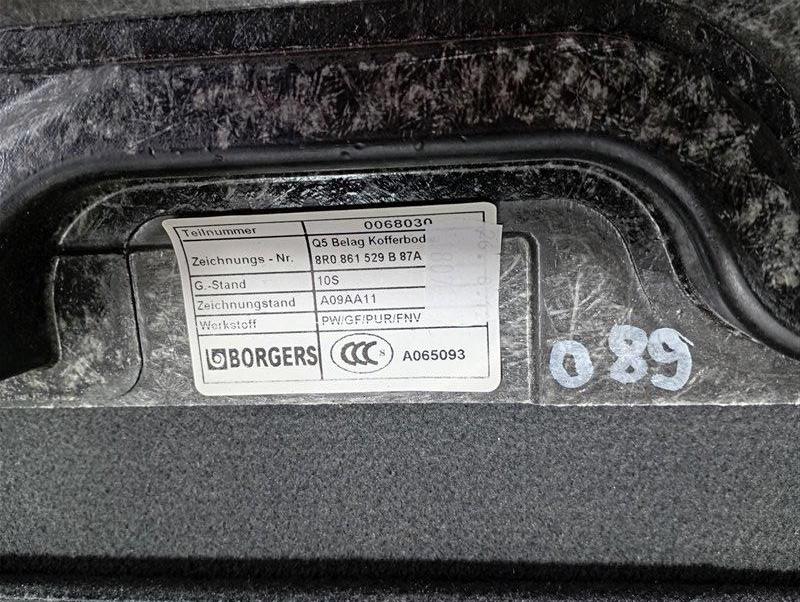 Teilnummer 0068030
Q5 Belag Kofferbod
Zeichnungs - Nr. 8R0 861 529 B 87A
G.-Stand 10S
Zeichnungstand A09AA11
Werkstoff PW/GF/PUR/FNV
BORGERS CCC S A065093
089